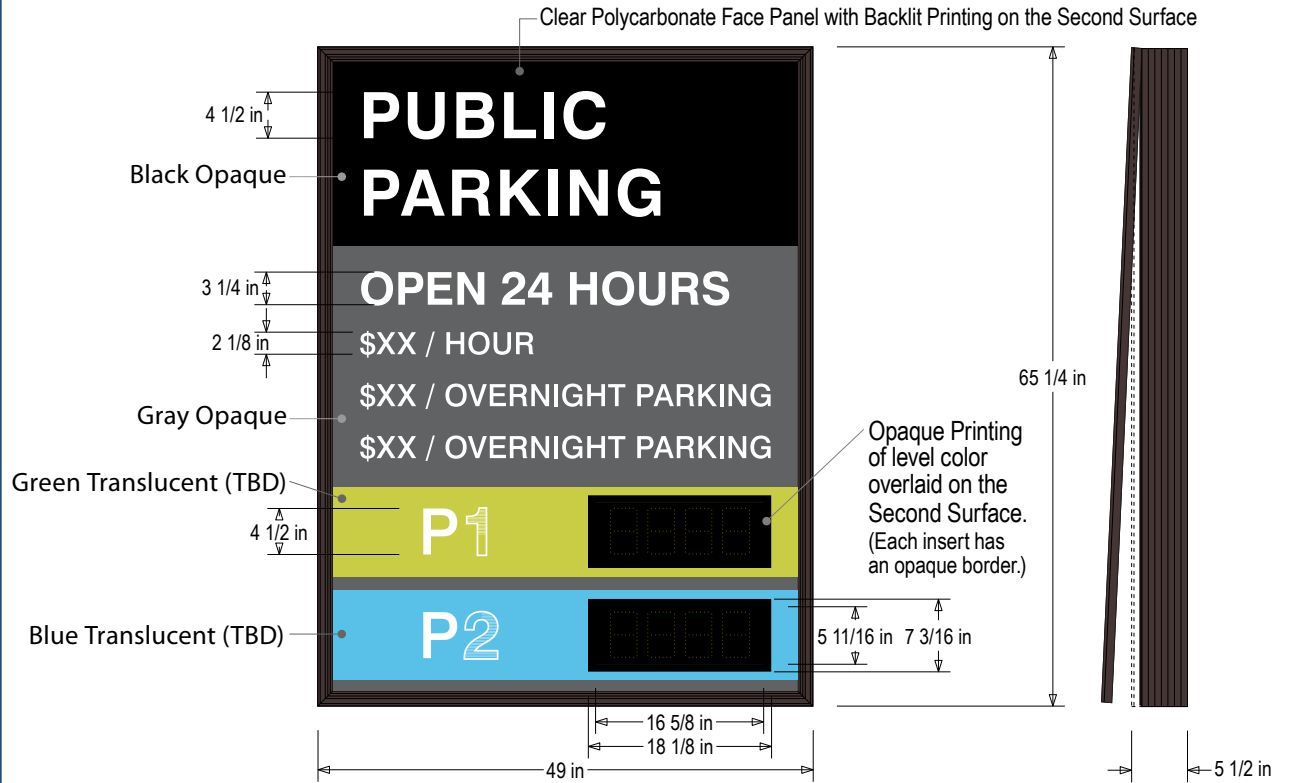 Clear Polycarbonate Face Panel with Backlit Printing on the Second Surface
PUBLIC
PARKING
4 1/2 in
Black Opaque
OPEN 24 HOURS
3 1/4 in
$XX / HOUR
2 1/8 in
$XX / OVERNIGHT PARKING
$XX / OVERNIGHT PARKING
Gray Opaque
65 1/4 in
Opaque Printing
of level color
overlaid on the
Second Surface.
(Each insert has
an opaque border.)
Green Translucent (TBD)
4 1/2 in
P1
Blue Translucent (TBD)
P2
5 11/16 in
7 3/16 in
16 5/8 in
18 1/8 in
49 in
5 1/2 in